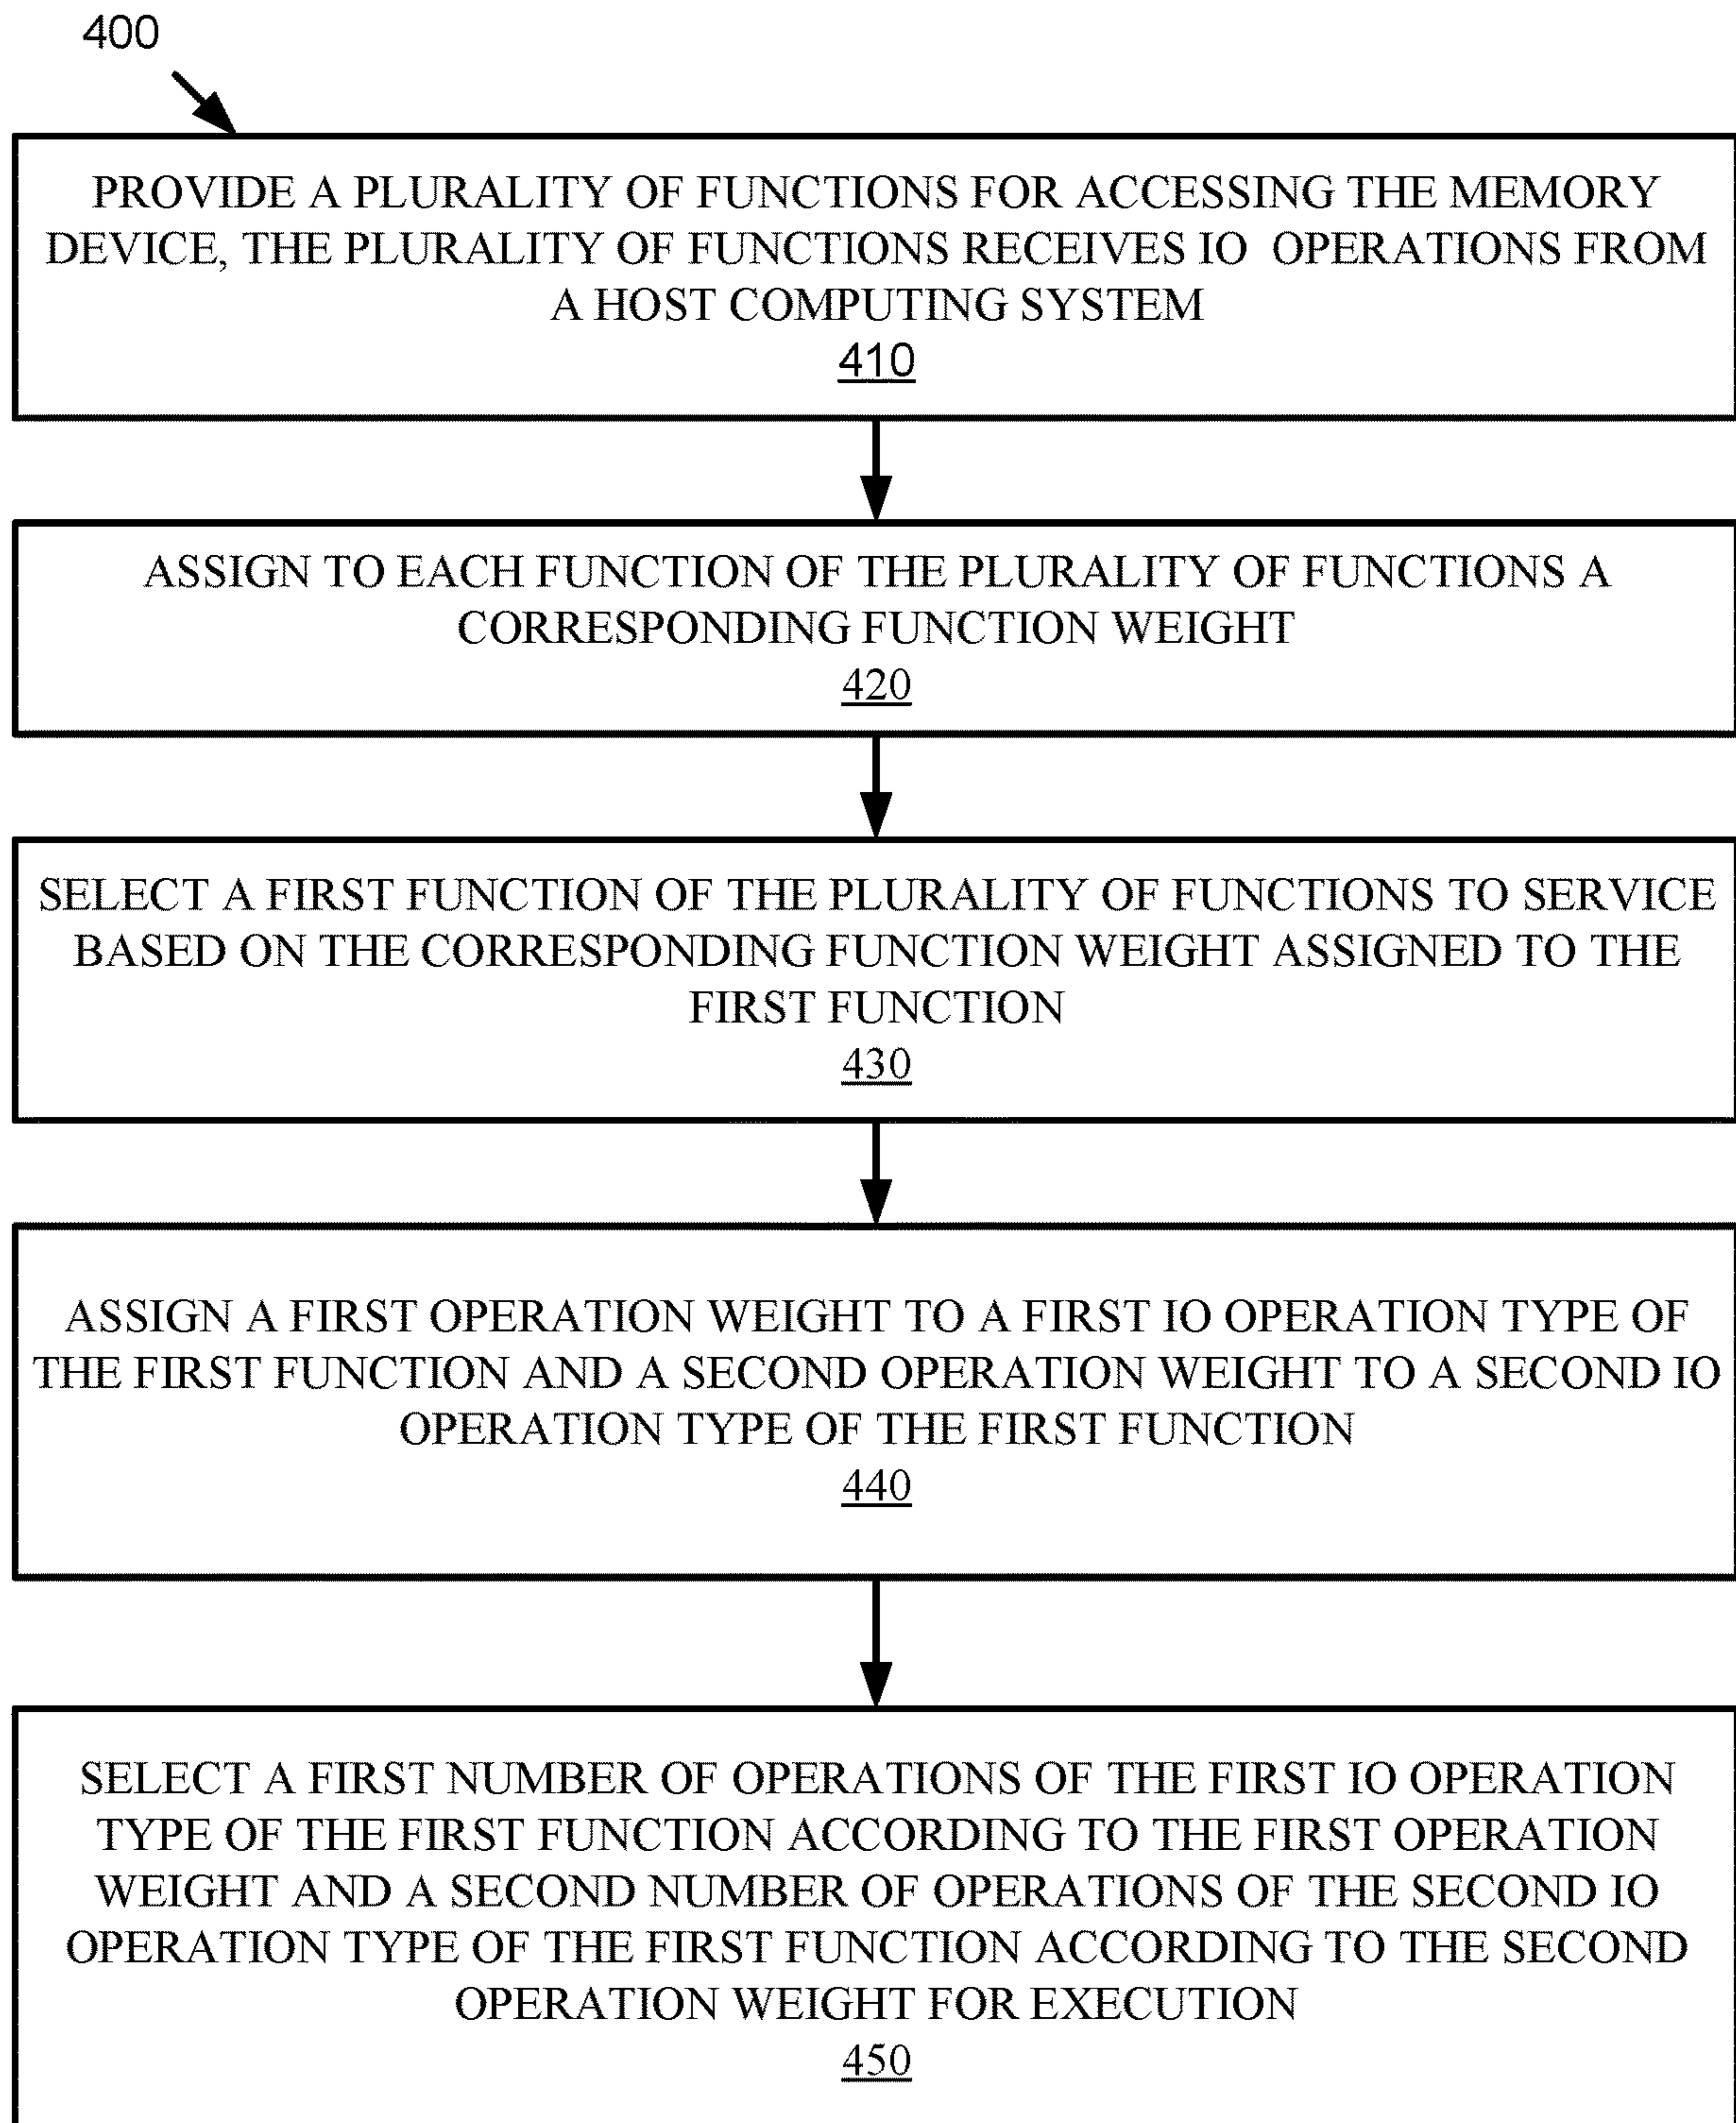 400
PROVIDE A PLURALITY OF FUNCTIONS FOR ACCESSING THE MEMORY
DEVICE, THE PLURALITY OF FUNCTIONS RECEIVES IO OPERATIONS FROM
A HOST COMPUTING SYSTEM
410
ASSIGN TO EACH FUNCTION OF THE PLURALITY OF FUNCTIONS A
CORRESPONDING FUNCTION WEIGHT
420
SELECT A FIRST FUNCTION OF THE PLURALITY OF FUNCTIONS TO SERVICE
BASED ON THE CORRESPONDING FUNCTION WEIGHT ASSIGNED TO THE
FIRST FUNCTION
430
ASSIGN A FIRST OPERATION WEIGHT TO A FIRST IO OPERATION TYPE OF
THE FIRST FUNCTION AND A SECOND OPERATION WEIGHT TO A SECOND IO
OPERATION TYPE OF THE FIRST FUNCTION
440
SELECT A FIRST NUMBER OF OPERATIONS OF THE FIRST IO OPERATION
TYPE OF THE FIRST FUNCTION ACCORDING TO THE FIRST OPERATION
WEIGHT AND A SECOND NUMBER OF OPERATIONS OF THE SECOND IO
OPERATION TYPE OF THE FIRST FUNCTION ACCORDING TO THE SECOND
OPERATION WEIGHT FOR EXECUTION
450